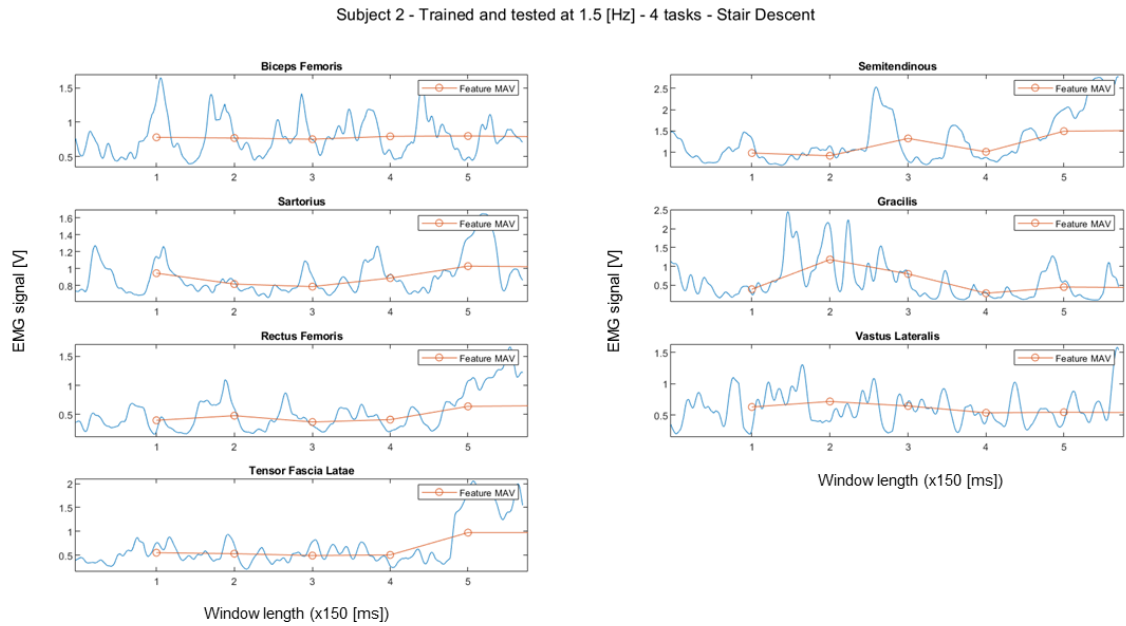 Subject 2 - Trained and tested at 1.5 [Hz] - 4 tasks - Stair Descent
Biceps Femoris
Feature MAV
1.5
1
0.5
1 2 3 4 5
Semitendinous
Feature MAV
2.5
2
1.5
1
1 2 3 4 5
Sartorius
Feature MAV
1.6
1.4
1.2
1
0.8
1 2 3 4 5
Gracilis
Feature MAV
2.5
2
1.5
1
0.5
1 2 3 4 5
EMG signal [V]
EMG signal [V]
Rectus Femoris
Feature MAV
1.5
1
0.5
1 2 3 4 5
Vastus Lateralis
Feature MAV
1.5
1
0.5
1 2 3 4 5
Window length (x150 [ms])
Tensor Fascia Latae
Feature MAV
2
1.5
1
0.5
1 2 3 4 5
Window length (x150 [ms])